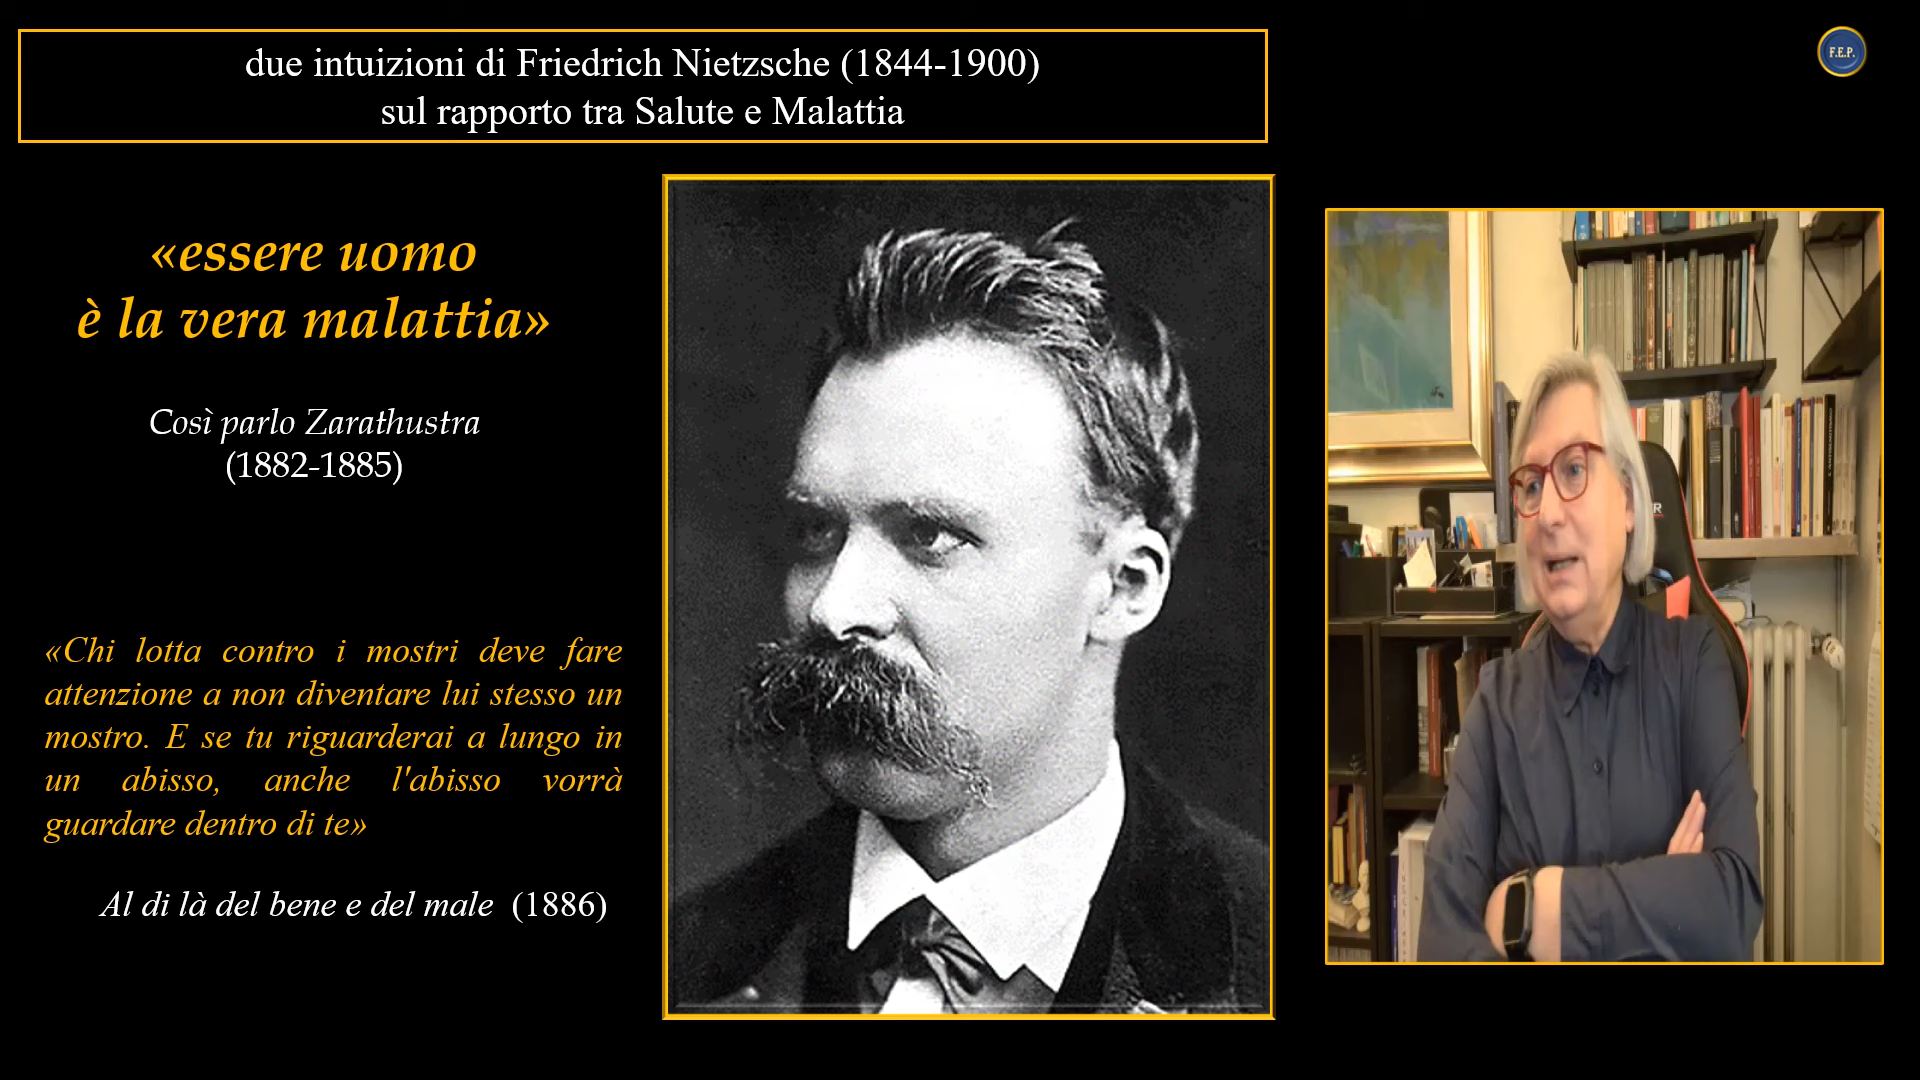 due intuizioni di Friedrich Nietzsche (1844-1900)
sul rapporto tra Salute e Malattia
F.E.P.
«essere uomo
è la vera malattia»
Così parlo Zarathustra
(1882-1885)
«Chi lotta contro i mostri deve fare
attenzione a non diventare lui stesso un
mostro. E se tu riguarderai a lungo in
un abisso, anche l'abisso vorrà
guardare dentro di te»
Al di là del bene e del male (1886)